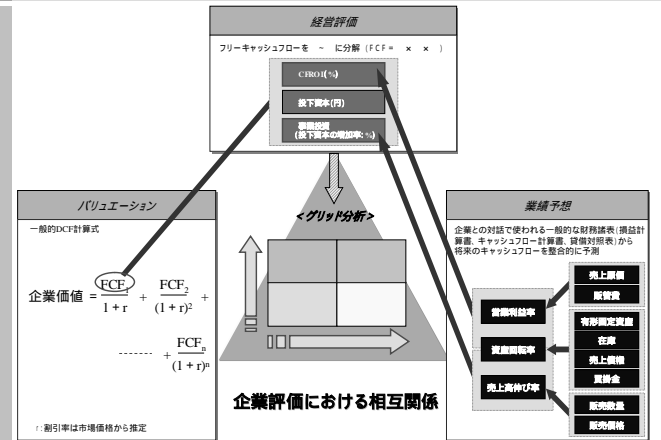 経営評価
フリーキャッシュフローを ~ に分解 (FCF= × × )
CFROI(%)
投下資本(円)
事業投資
(投下資本の増加率:%)
バリュエーション
一般的DCF計算式
企業価値 = FCF1 / 1 + r + FCF2 / (1 + r)² +
------ + FCFn / (1 + r)ⁿ
r:割引率は市場価格から推定
<グリッド分析>
企業評価における相互関係
業績予想
企業との対話で使われる一般的な財務諸表(損益計
算書、キャッシュフロー計算書、貸借対照表)から
将来のキャッシュフローを整合的に予測
営業利益率
資産回転率
売上高伸び率
売上原価
販管費
有形固定資産
在庫
売上債権
買掛金
販売数量
販売価格